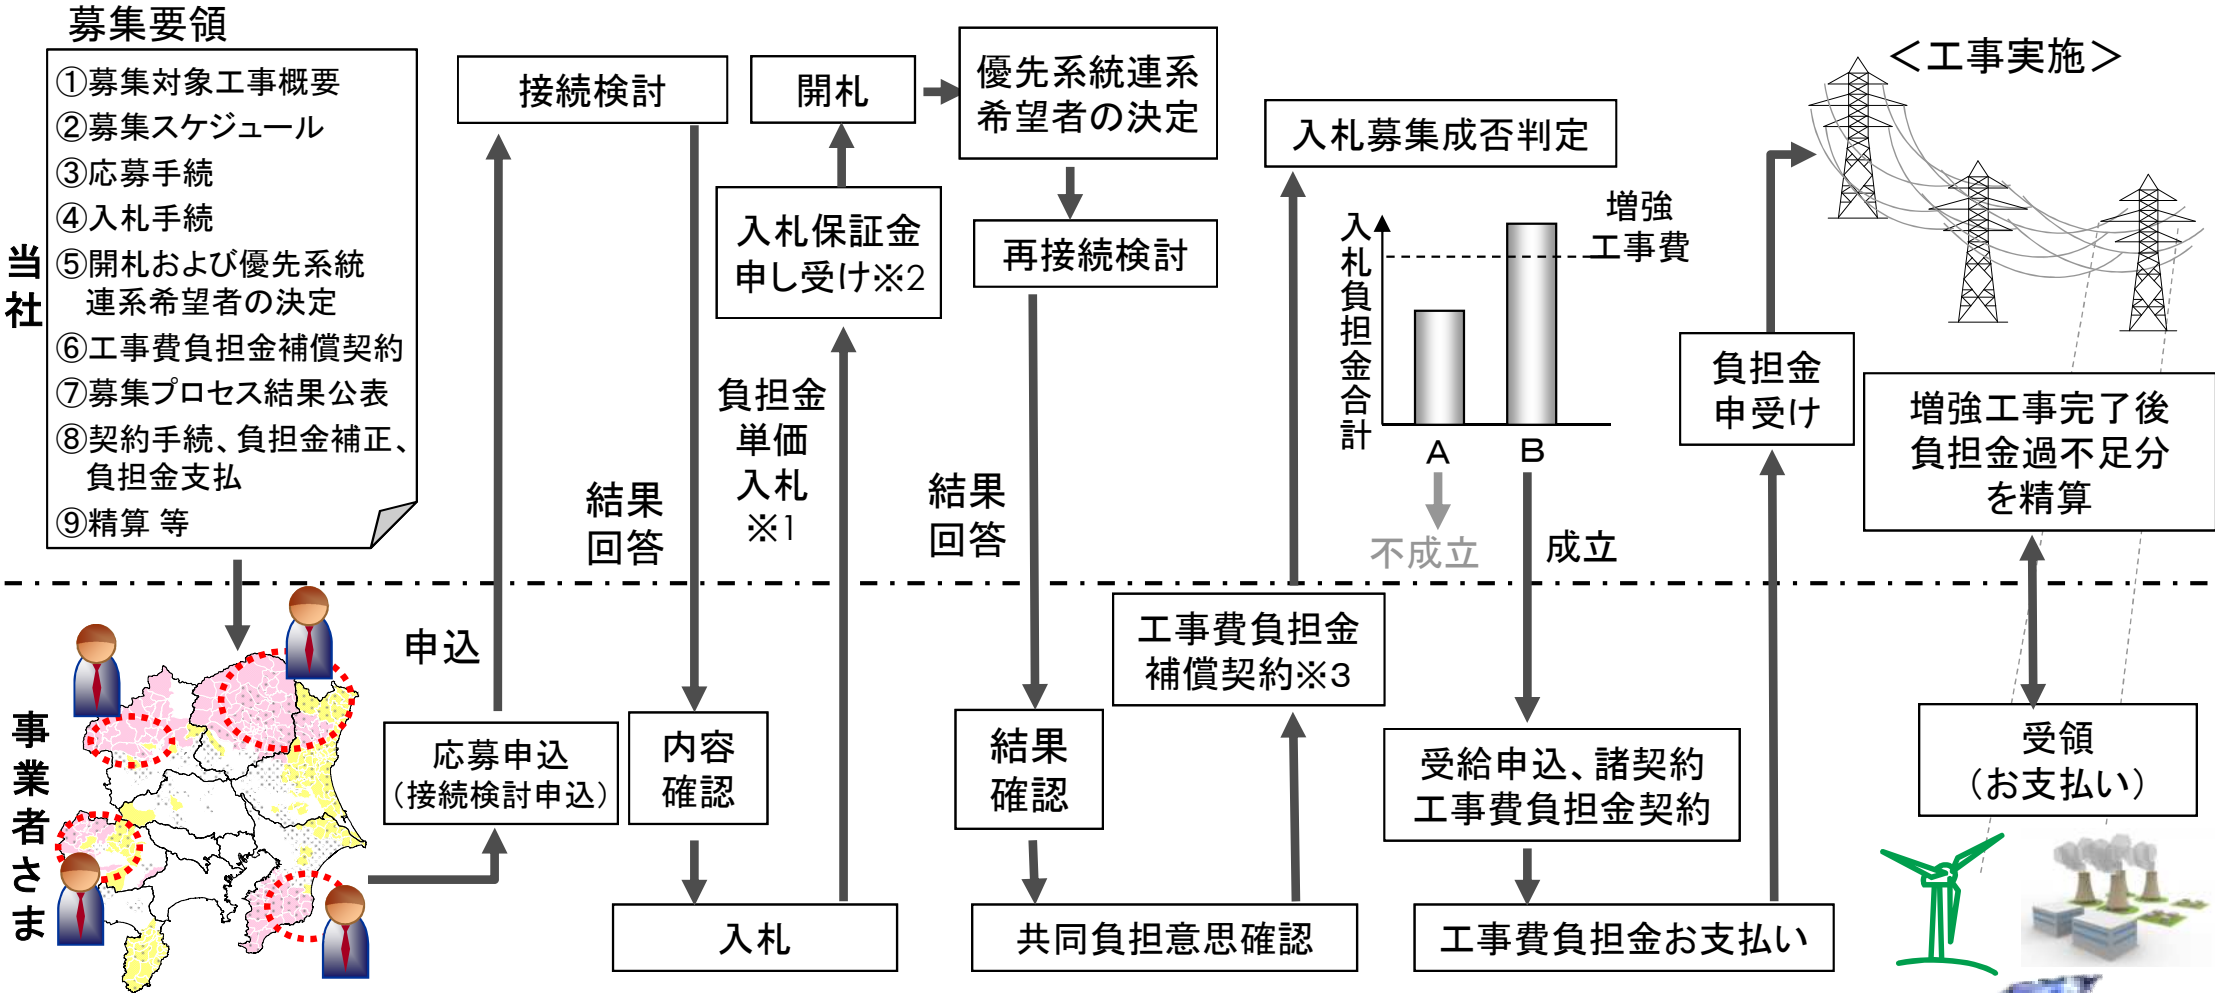 募集要領
①募集対象工事概要
②募集スケジュール
③応募手続
④入札手続
⑤開札および優先系統
連系希望者の決定
⑥工事費負担金補償契約
⑦募集プロセス結果公表
⑧契約手続、負担金補正、
負担金支払
⑨精算 等
当社
事業者さま
申込
応募申込
(接続検討申込)
接続検討
結果
回答
内容
確認
入札
負担金
単価
入札
※1
入札保証金
申し受け※2
開札
優先系統連系
希望者の決定
再接続検討
結果
回答
結果
確認
共同負担意思確認
工事費負担金
補償契約※3
入札募集成否判定
入札負担金合計
増強
工事費
A
B
不成立
成立
受給申込、諸契約
工事費負担金契約
工事費負担金お支払い
負担金
申受け
＜工事実施＞
増強工事完了後
負担金過不足分
を精算
受領
(お支払い)